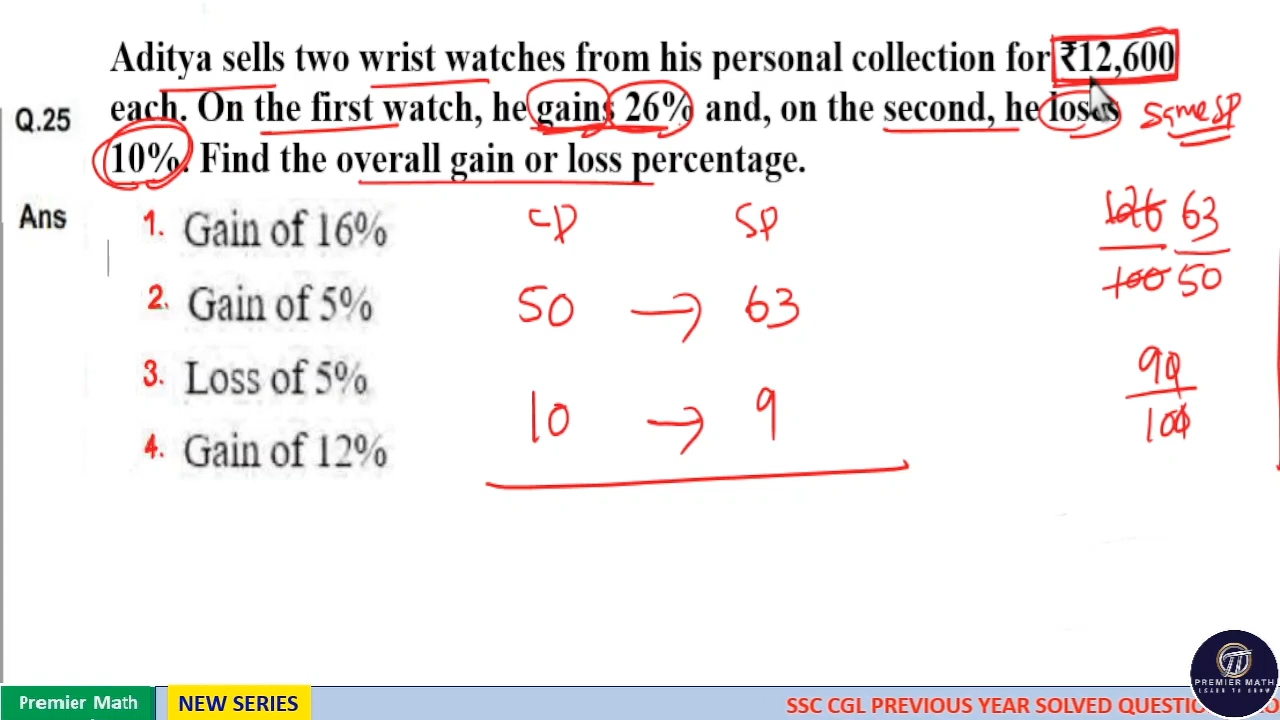 Aditya sells two wrist watches from his personal collection for ₹12,600
Q.25 each. On the first watch, he gains 26% and, on the second, he loses same SP
10%. Find the overall gain or loss percentage.
Ans
1. Gain of 16%
2. Gain of 5%
3. Loss of 5%
4. Gain of 12%
CP SP
50 → 63
10 → 9
126 63
100 50
90
100
PREMIER MATH
LEARN TO GROW
Premier Math
NEW SERIES
SSC CGL PREVIOUS YEAR SOLVED QUESTIO